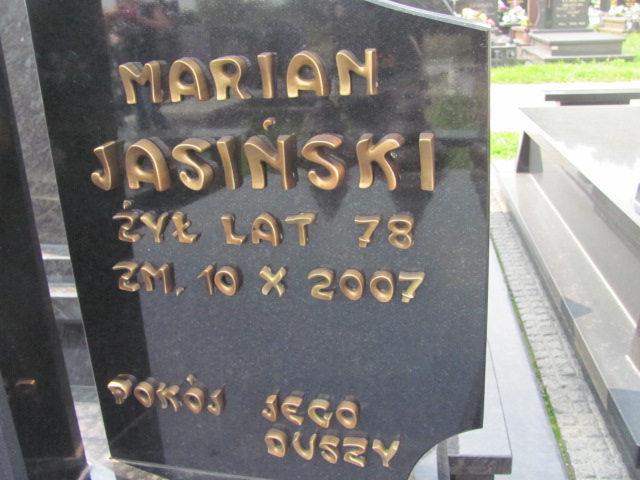 MARIAN
JASIŃSKI
ŻYŁ LAT 78
ZM. 10 X 2007
POKÓJ JEGO
DUSZY